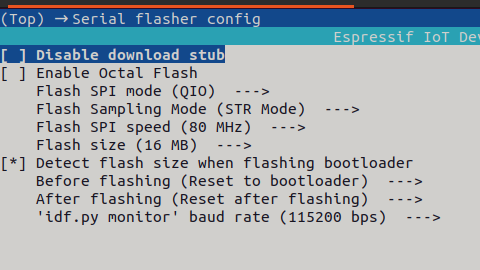 (Top) → Serial flasher config
Espressif IoT Dev
[ ] Disable download stub
[ ] Enable Octal Flash
Flash SPI mode (QIO)  --->
Flash Sampling Mode (STR Mode)  --->
Flash SPI speed (80 MHz)  --->
Flash size (16 MB)  --->
[*] Detect flash size when flashing bootloader
Before flashing (Reset to bootloader)  --->
After flashing (Reset after flashing)  --->
'idf.py monitor' baud rate (115200 bps)  --->